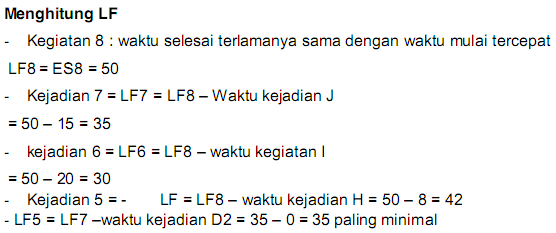 Menghitung LF
- Kegiatan 8 : waktu selesai terlamanya sama dengan waktu mulai tercepat
LF8 = ES8 = 50
- Kejadian 7 = LF7 = LF8 – Waktu kejadian J
= 50 – 15 = 35
- kejadian 6 = LF6 = LF8 – waktu kegiatan I
= 50 – 20 = 30
- Kejadian 5 = - LF = LF8 – waktu kejadian H = 50 – 8 = 42
- LF5 = LF7 –waktu kejadian D2 = 35 – 0 = 35 paling minimal